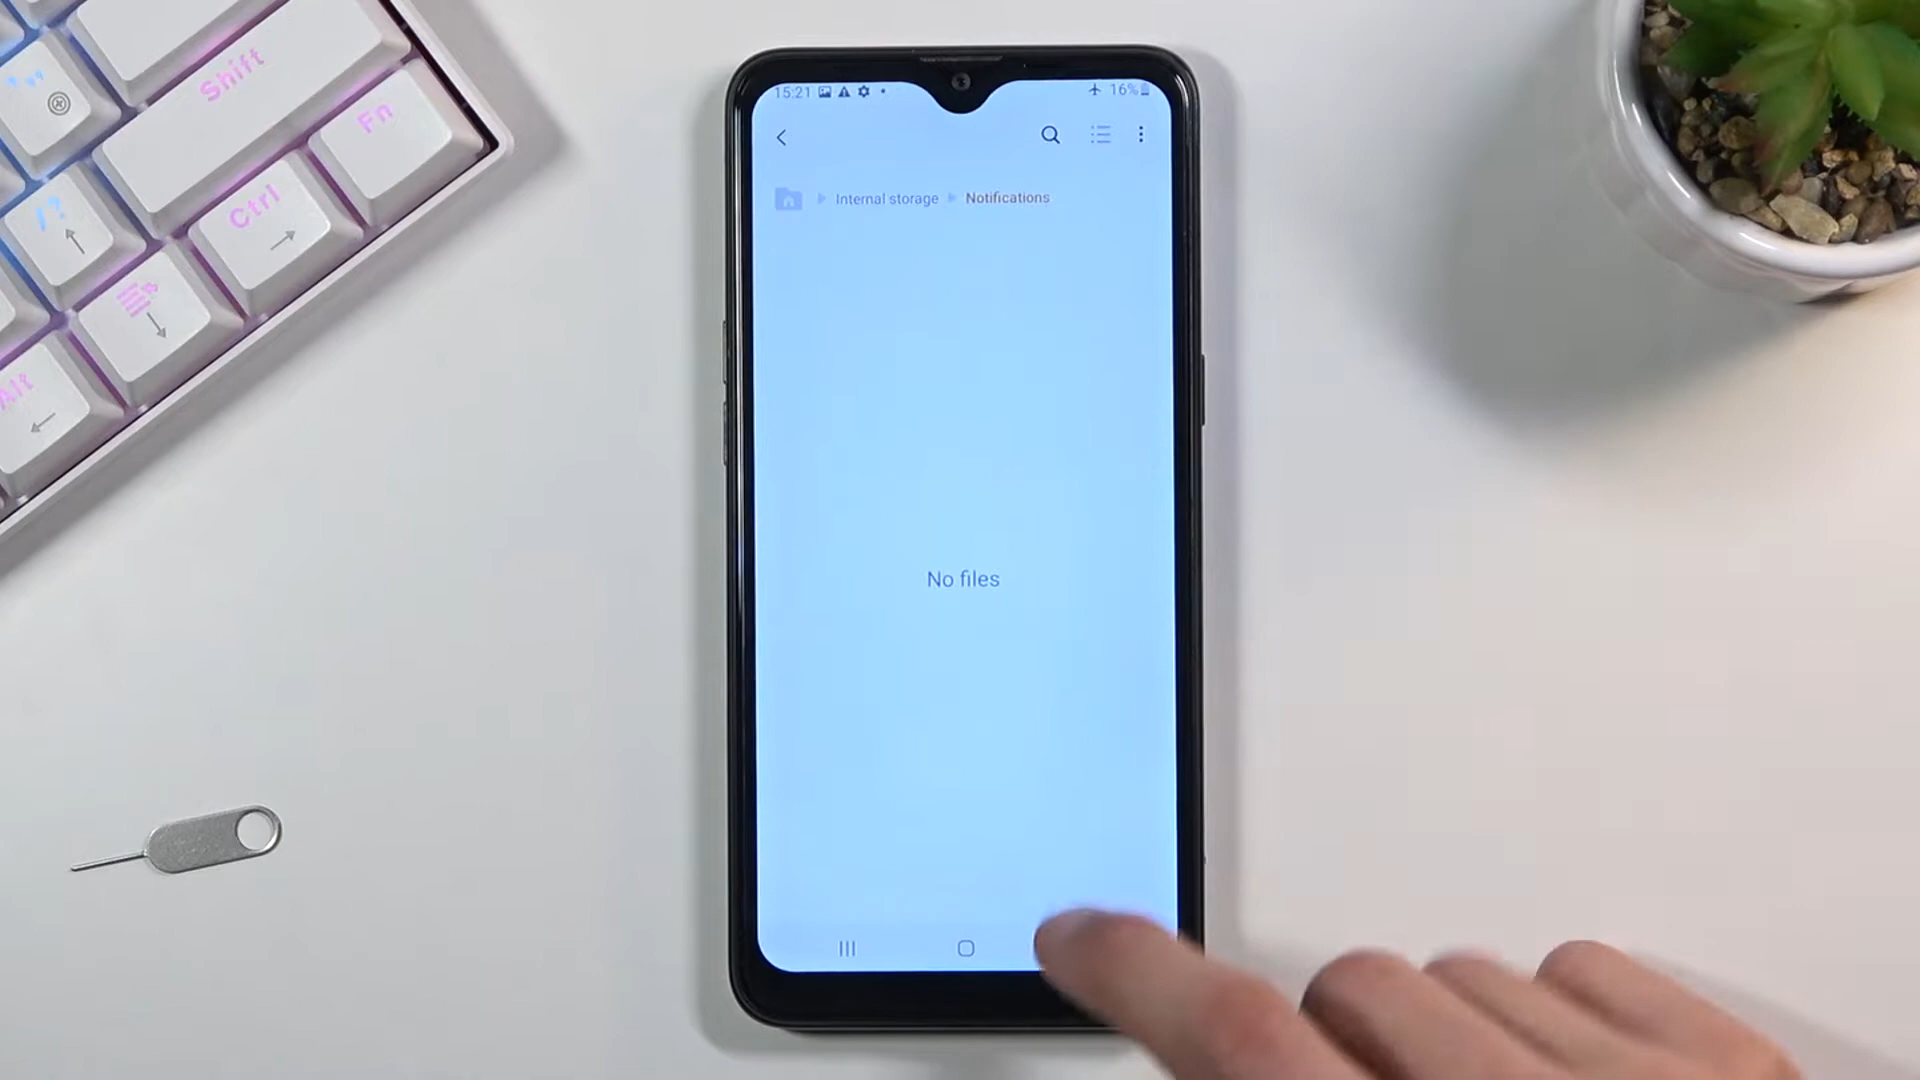 Shift
Fn
Ctrl
/?
Alt
15:21
16%
Internal storage
Notifications
No files